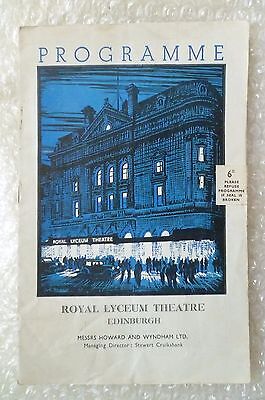 PROGRAMME
ROYAL LYCEUM THEATRE
6D
PLEASE
REFUSE
PROGRAMME
IF SEAL IS
BROKEN
ROYAL LYCEUM THEATRE
EDINBURGH
MESSRS HOWARD AND WYNDHAM LTD.
Managing Director: Stewart Cruikshank